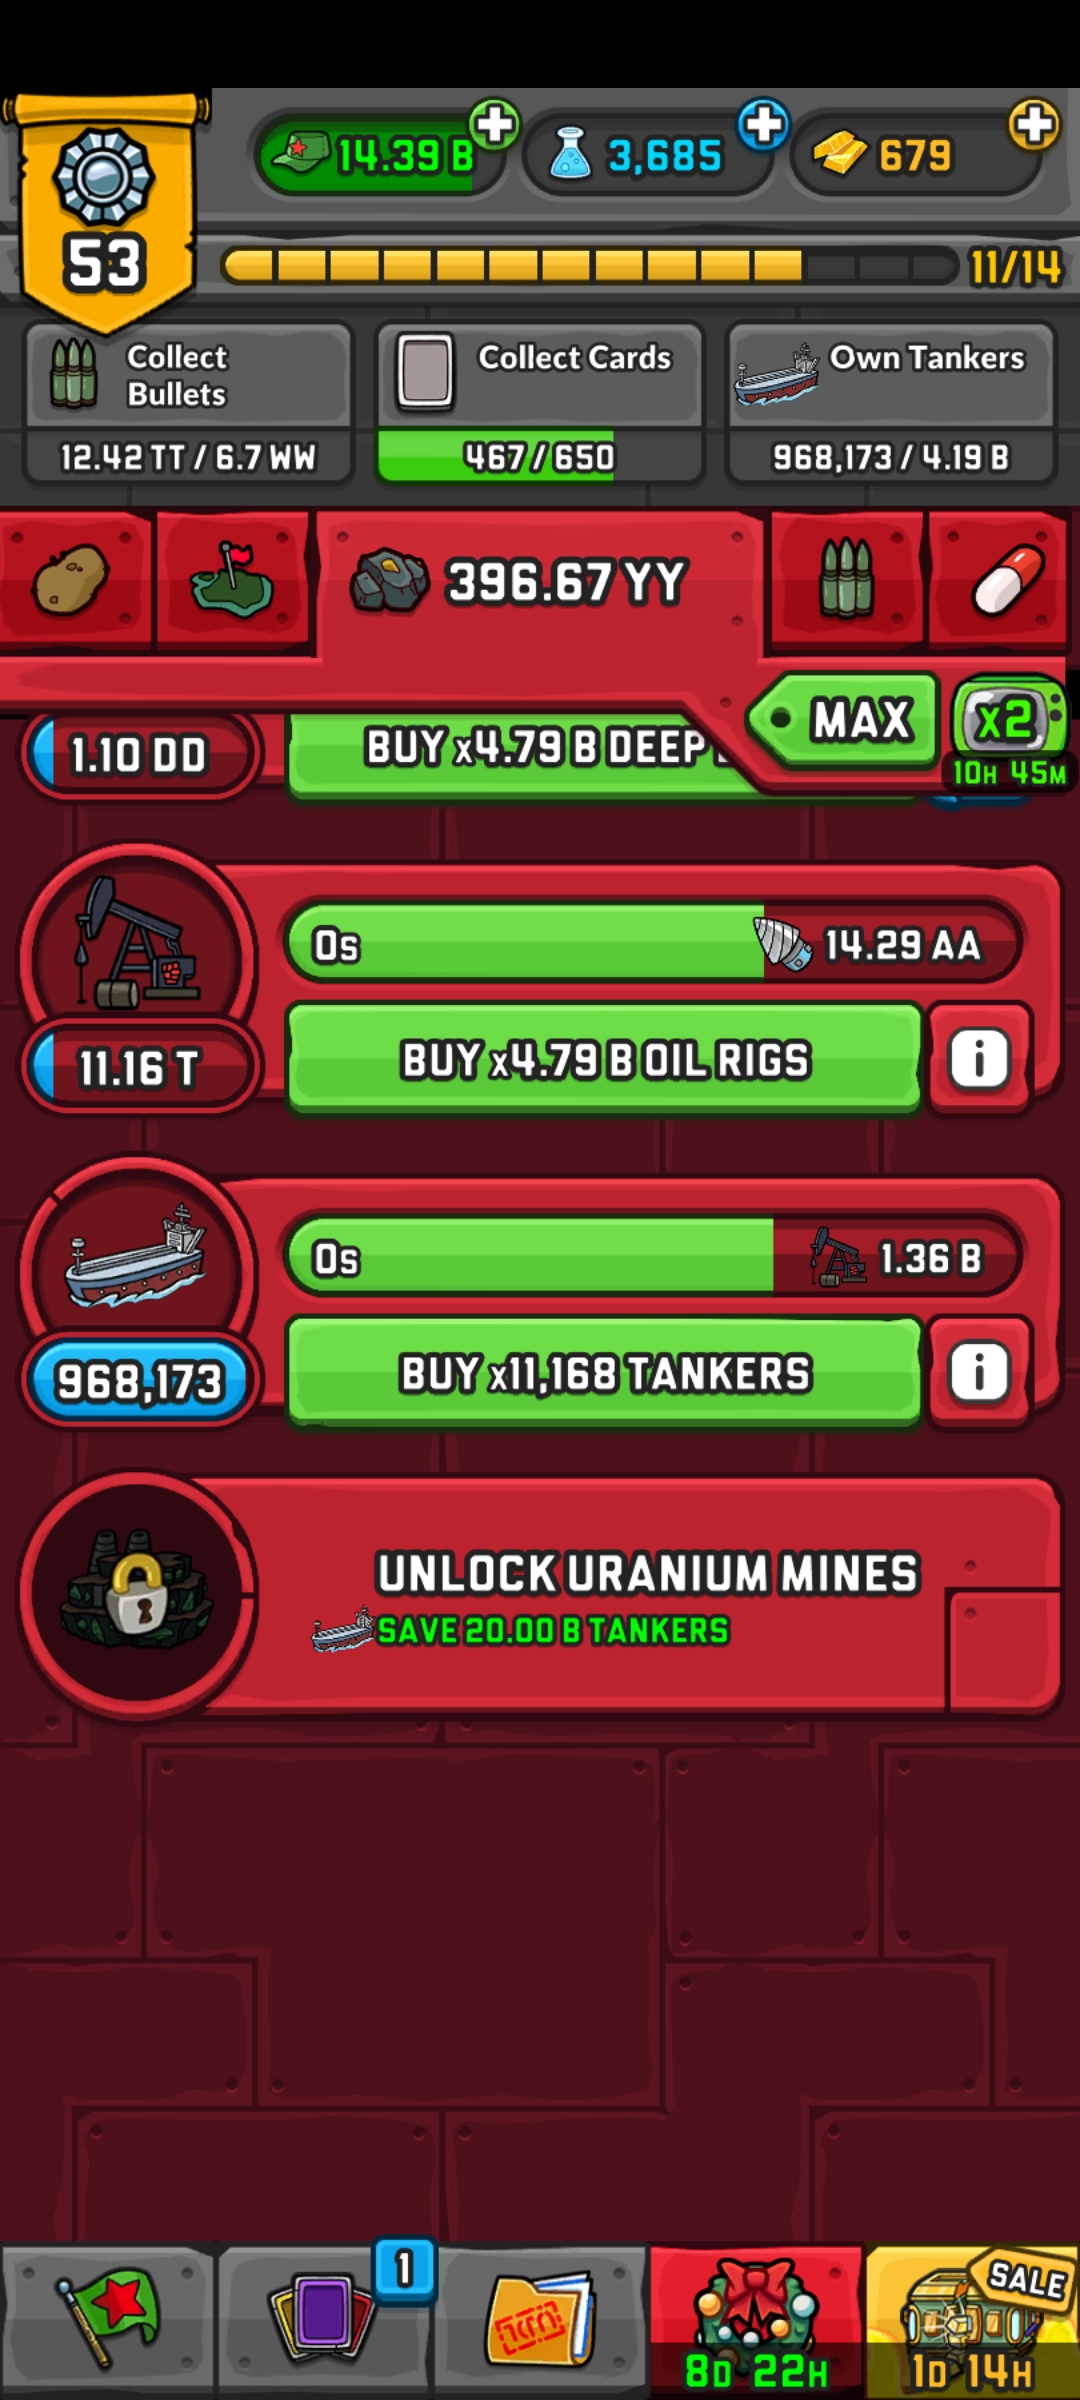 14.39 B
3,685
679
53
11/14
Collect
Bullets
12.42 TT / 6.7 WW
Collect Cards
467 / 650
Own Tankers
968,173 / 4.19 B
396.67 YY
MAX
x2
10H 45M
1.10 DD
BUY x4.79 B DEEP
0s
14.29 AA
11.16 T
BUY x4.79 B OIL RIGS
i
0s
1.36 B
968,173
BUY x11,168 TANKERS
i
UNLOCK URANIUM MINES
SAVE 20.00 B TANKERS
1
8D 22H
SALE
1D 14H